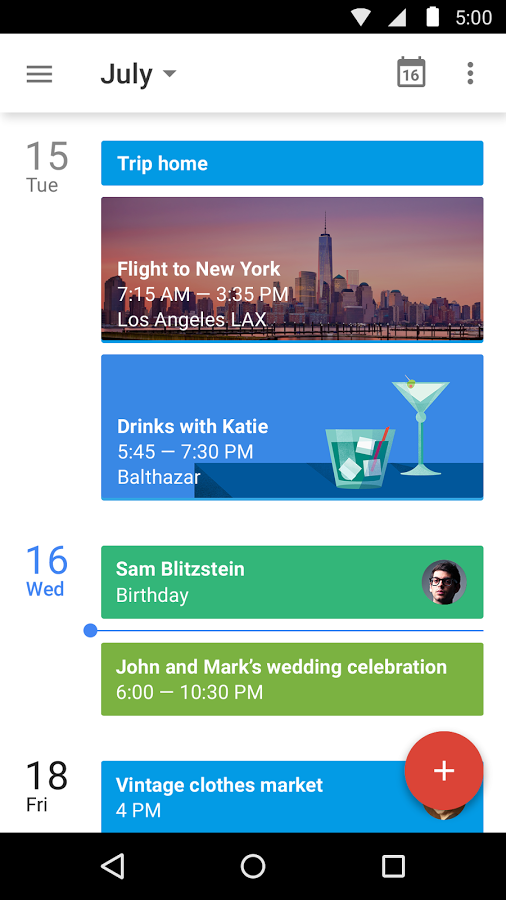 5:00
July
16
15
Tue
Trip home
Flight to New York
7:15 AM — 3:35 PM
Los Angeles LAX
Drinks with Katie
5:45 — 7:30 PM
Balthazar
16
Wed
Sam Blitzstein
Birthday
John and Mark’s wedding celebration
6:00 — 10:30 PM
18
Fri
Vintage clothes market
4 PM